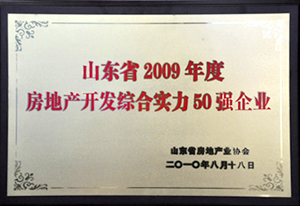 山东省2009年度
房地产开发综合实力50强企业
山东省房地产业协会
二〇一〇年八月十八日